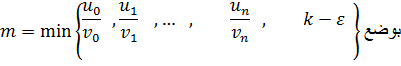 بوضع m = min{u₀/v₀ , u₁/v₁ , … , uₙ/vₙ , k − ε}